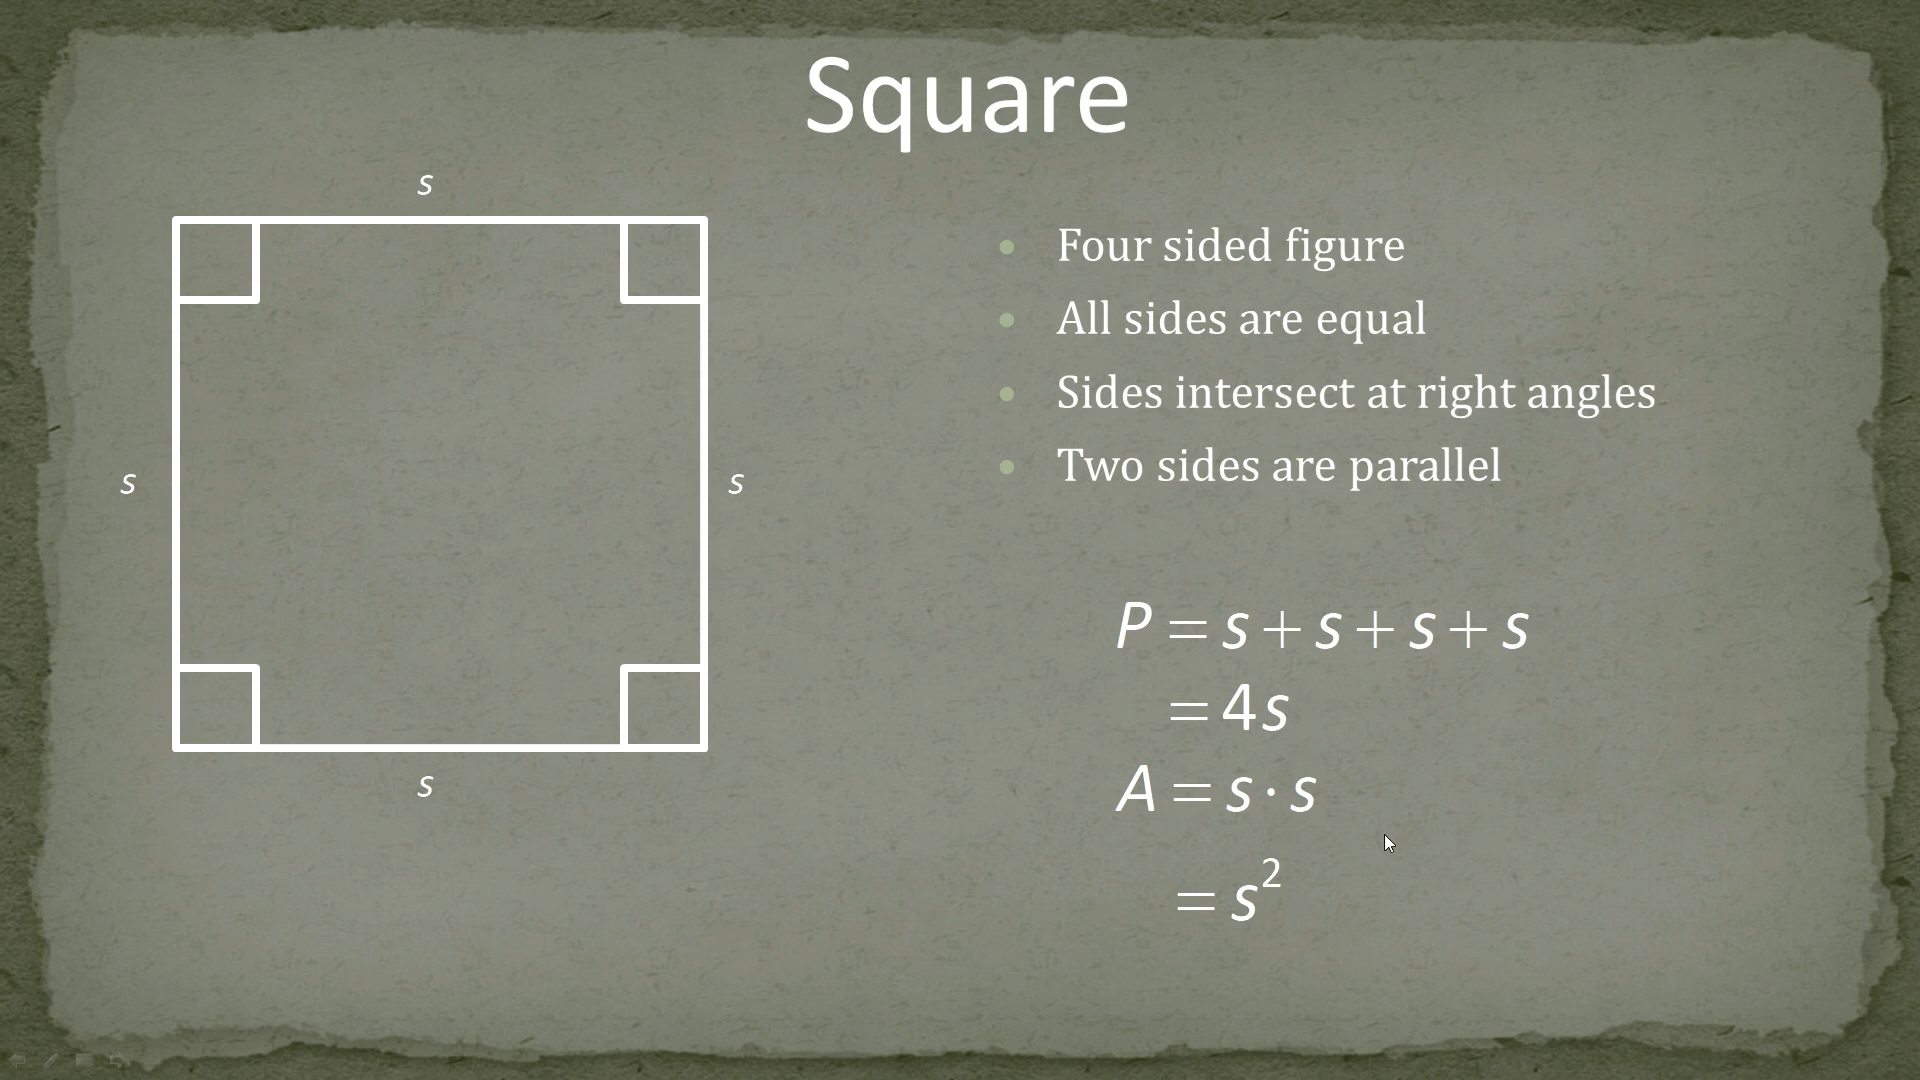 Square
s
s
s
s
Four sided figure
All sides are equal
Sides intersect at right angles
Two sides are parallel
P = s + s + s + s
= 4s
A = s · s
= s²